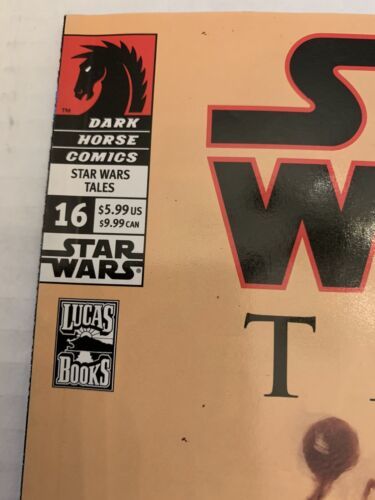 TM
DARK
HORSE
COMICS
STAR WARS
TALES
16
$5.99 US
$9.99 CAN
STAR
WARS
LUCAS
BOOKS
S
W
T